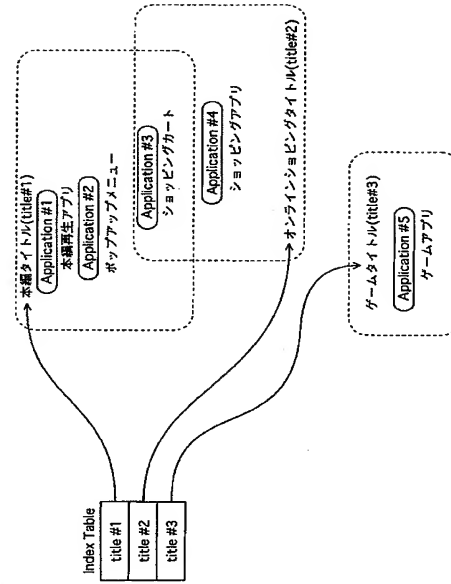 Index Table
title #1
title #2
title #3
本編タイトル(title#1)
Application #1
本編再生アプリ
Application #2
ポップアップメニュー
Application #3
ショッピングカート
Application #4
ショッピングアプリ
オンラインショッピングタイトル(title#2)
ゲームタイトル(title#3)
Application #5
ゲームアプリ